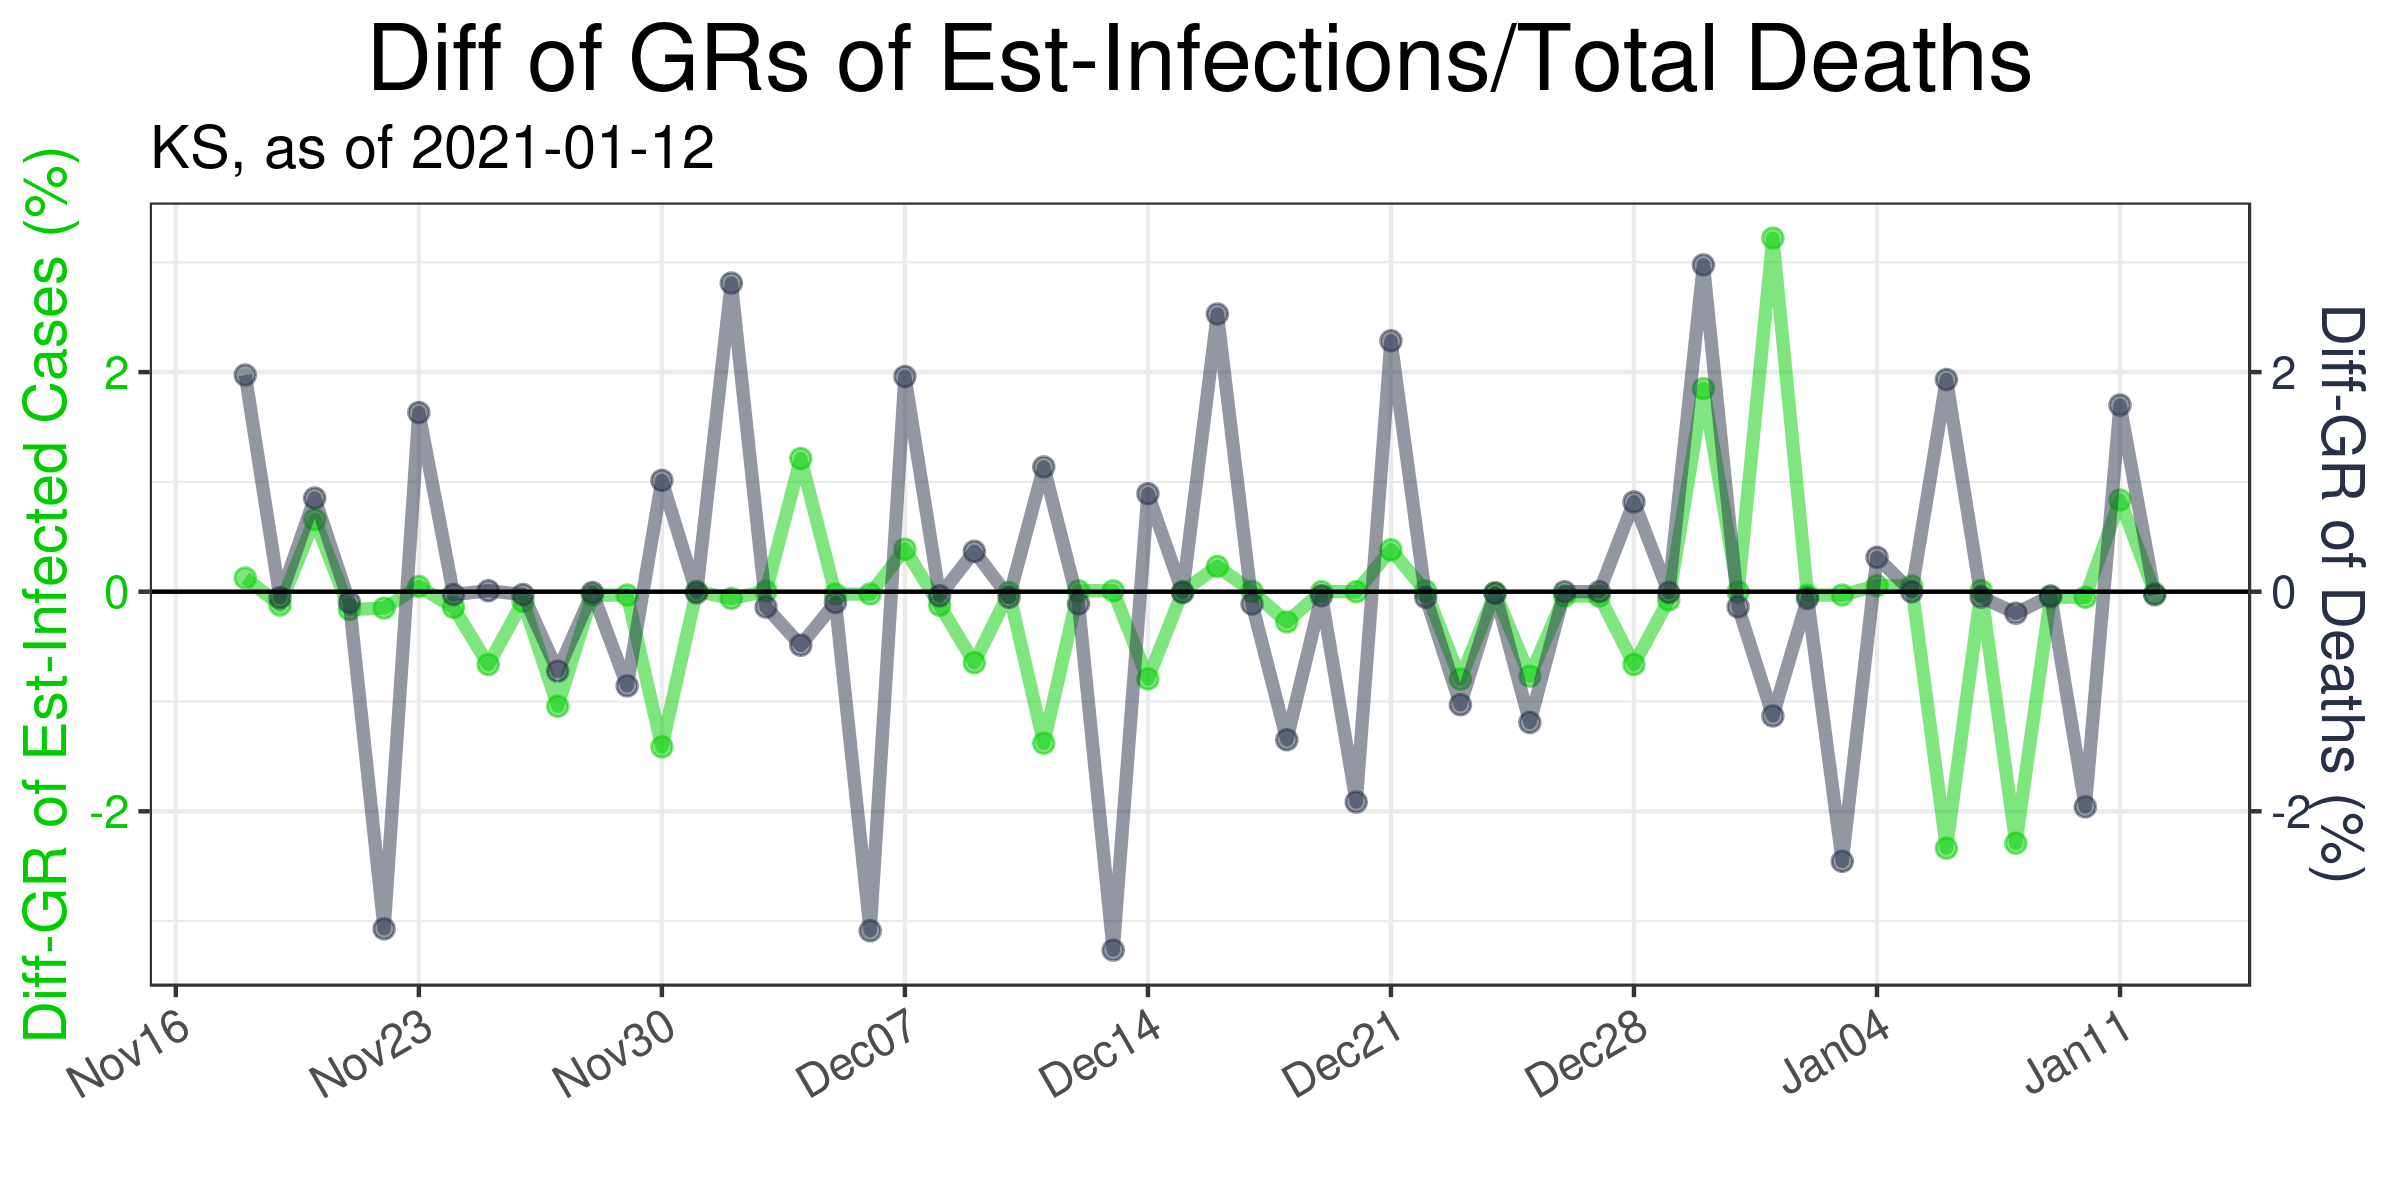 Diff of GRs of Est-Infections/Total Deaths
KS, as of 2021-01-12
Diff-GR of Est-Infected Cases (%)
2
0
-2
2
0
-2
Diff-GR of Deaths (%)
Nov16
Nov23
Nov30
Dec07
Dec14
Dec21
Dec28
Jan04
Jan11